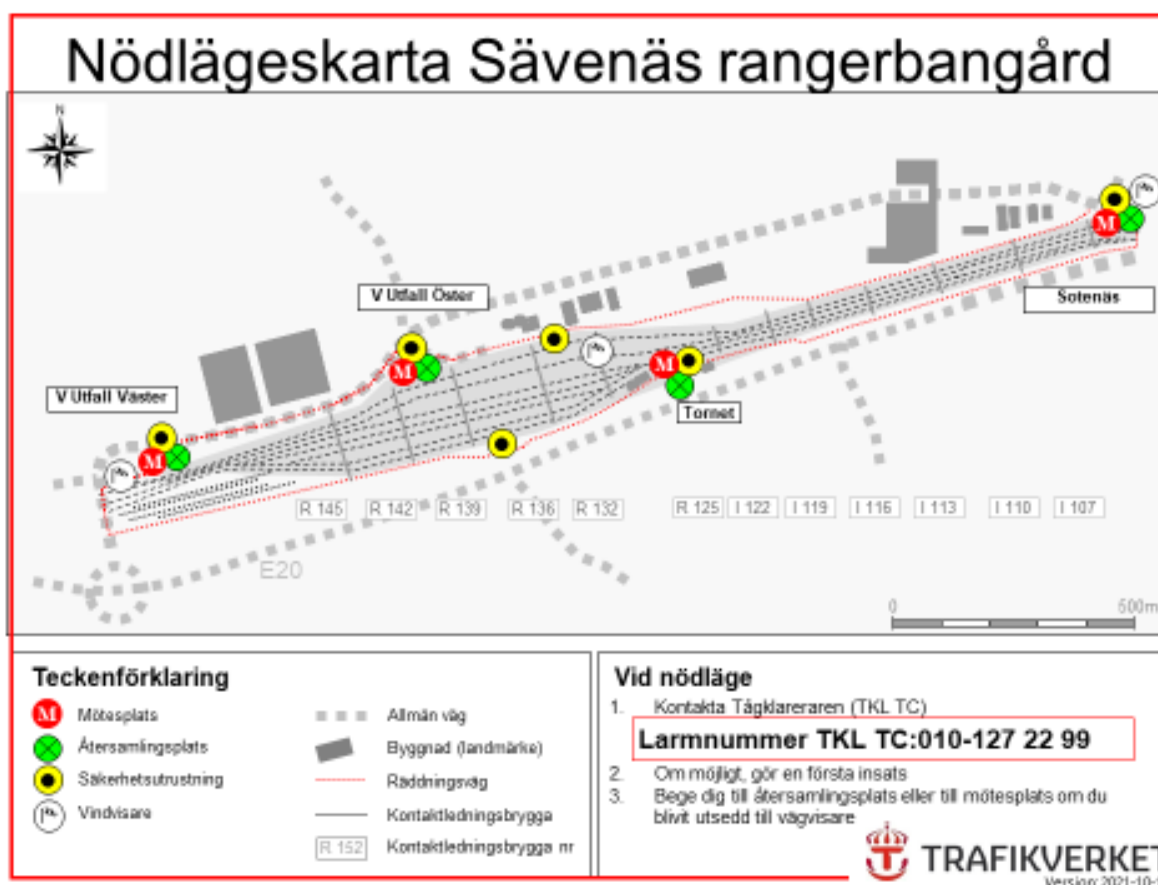 Nödlägeskarta Sävenäs rangerbangård
N
V Utfall Öster
Sotenäs
V Utfall Väster
Tornet
M
M
M
M
R 145
R 142
R 139
R 136
R 132
R 125
I 122
I 119
I 116
I 113
I 110
I 107
E20
0
500m
Teckenförklaring
M Mötesplats
Återsamlingsplats
Säkerhetsutrustning
Vindvisare
Allmän väg
Byggnad (landmärke)
Räddningsväg
Kontaktledningsbrygga
R 152 Kontaktledningsbrygga nr
Vid nödläge
1. Kontakta Tågklareraren (TKL TC)
Larmnummer TKL TC:010-127 22 99
2. Om möjligt, gör en första insats
3. Bege dig till återsamlingsplats eller till mötesplats om du
blivit utsedd till vägvisare
TRAFIKVERKET